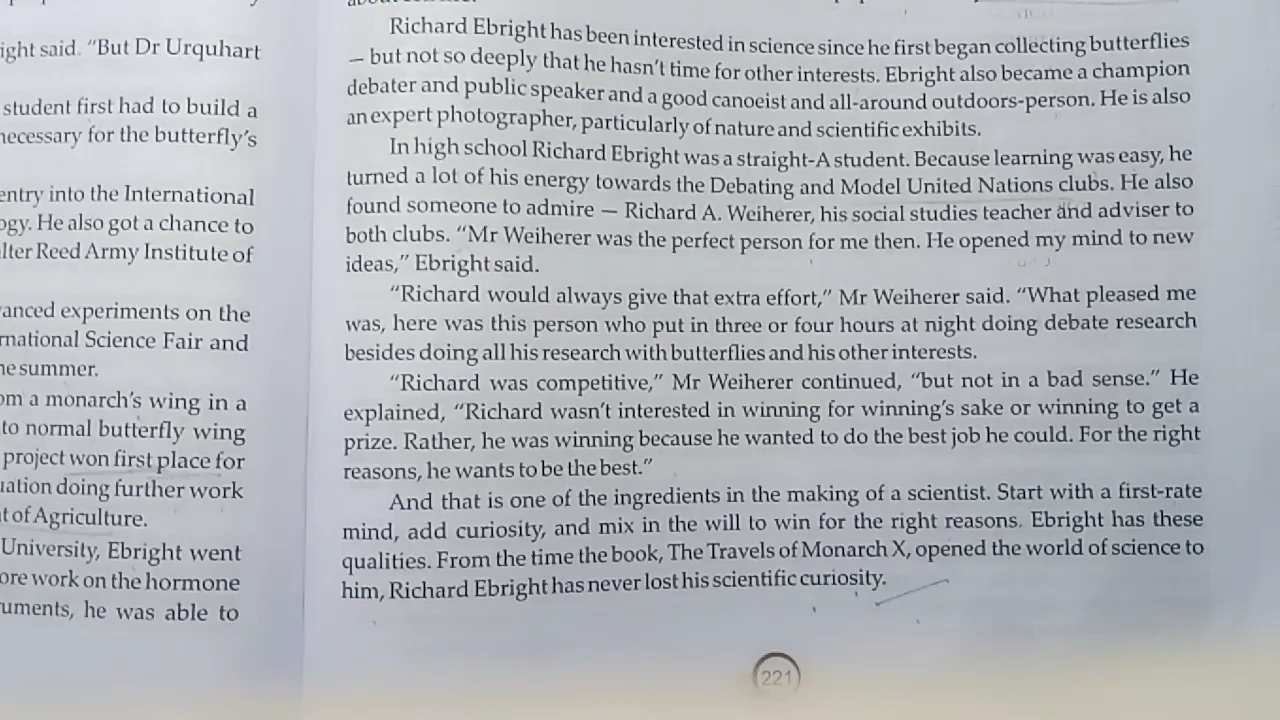 ight said. "But Dr Urquhart
student first had to build a
necessary for the butterfly's
entry into the International
ogy. He also got a chance to
lter Reed Army Institute of
anced experiments on the
rnational Science Fair and
he summer.
om a monarch's wing in a
to normal butterfly wing
project won first place for
uation doing further work
t of Agriculture.
University, Ebright went
ore work on the hormone
uments, he was able to
Richard Ebright has been interested in science since he first began collecting butterflies
— but not so deeply that he hasn't time for other interests. Ebright also became a champion
debater and public speaker and a good canoeist and all-around outdoors-person. He is also
an expert photographer, particularly of nature and scientific exhibits.
In high school Richard Ebright was a straight-A student. Because learning was easy, he
turned a lot of his energy towards the Debating and Model United Nations clubs. He also
found someone to admire — Richard A. Weiherer, his social studies teacher and adviser to
both clubs. "Mr Weiherer was the perfect person for me then. He opened my mind to new
ideas," Ebright said.
"Richard would always give that extra effort," Mr Weiherer said. "What pleased me
was, here was this person who put in three or four hours at night doing debate research
besides doing all his research with butterflies and his other interests.
"Richard was competitive," Mr Weiherer continued, "but not in a bad sense." He
explained, "Richard wasn't interested in winning for winning's sake or winning to get a
prize. Rather, he was winning because he wanted to do the best job he could. For the right
reasons, he wants to be the best."
And that is one of the ingredients in the making of a scientist. Start with a first-rate
mind, add curiosity, and mix in the will to win for the right reasons. Ebright has these
qualities. From the time the book, The Travels of Monarch X, opened the world of science to
him, Richard Ebright has never lost his scientific curiosity.
221